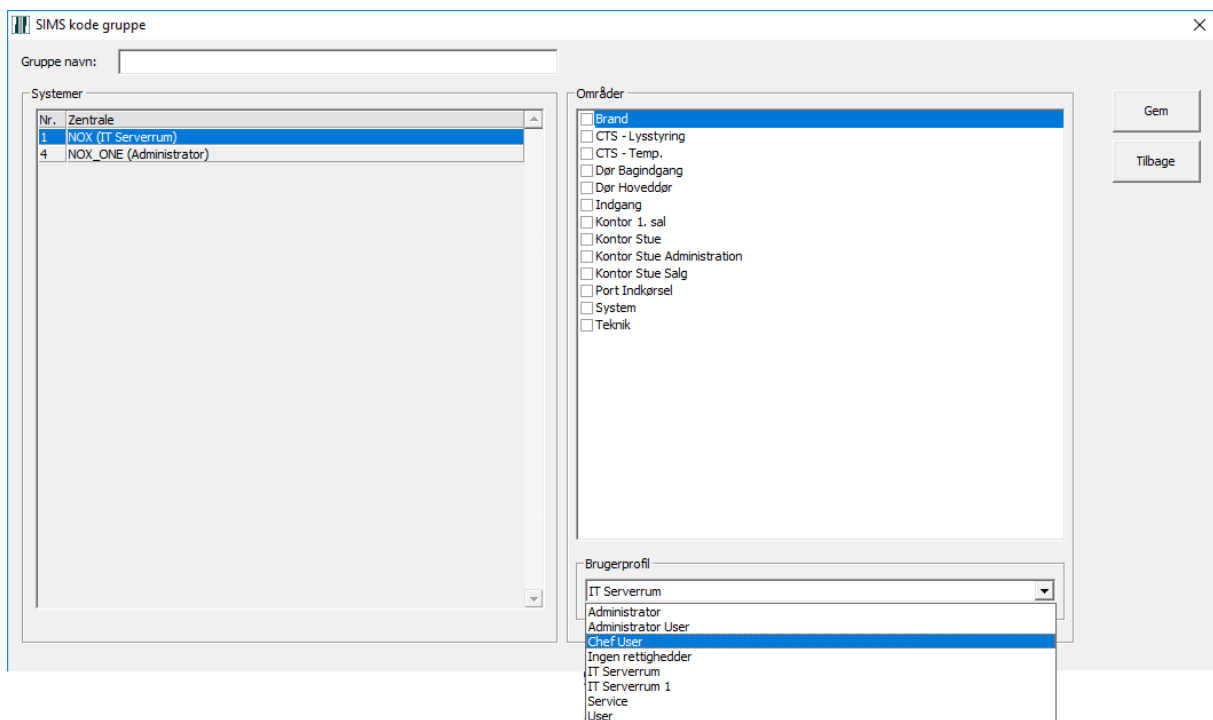 SIMS kode gruppe
Gruppe navn:
Systemer
Nr. Zentrale
1 NOX (IT Serverrum)
4 NOX_ONE (Administrator)
Områder
Brand
CTS - Lysstyring
CTS - Temp.
Dør Bagindgang
Dør Hoveddør
Indgang
Kontor 1. sal
Kontor Stue
Kontor Stue Administration
Kontor Stue Salg
Port Indkørsel
System
Teknik
Brugerprofil
IT Serverrum
Administrator
Administrator User
Chef User
Ingen rettighedder
IT Serverrum
IT Serverrum 1
Service
User
Gem
Tilbage